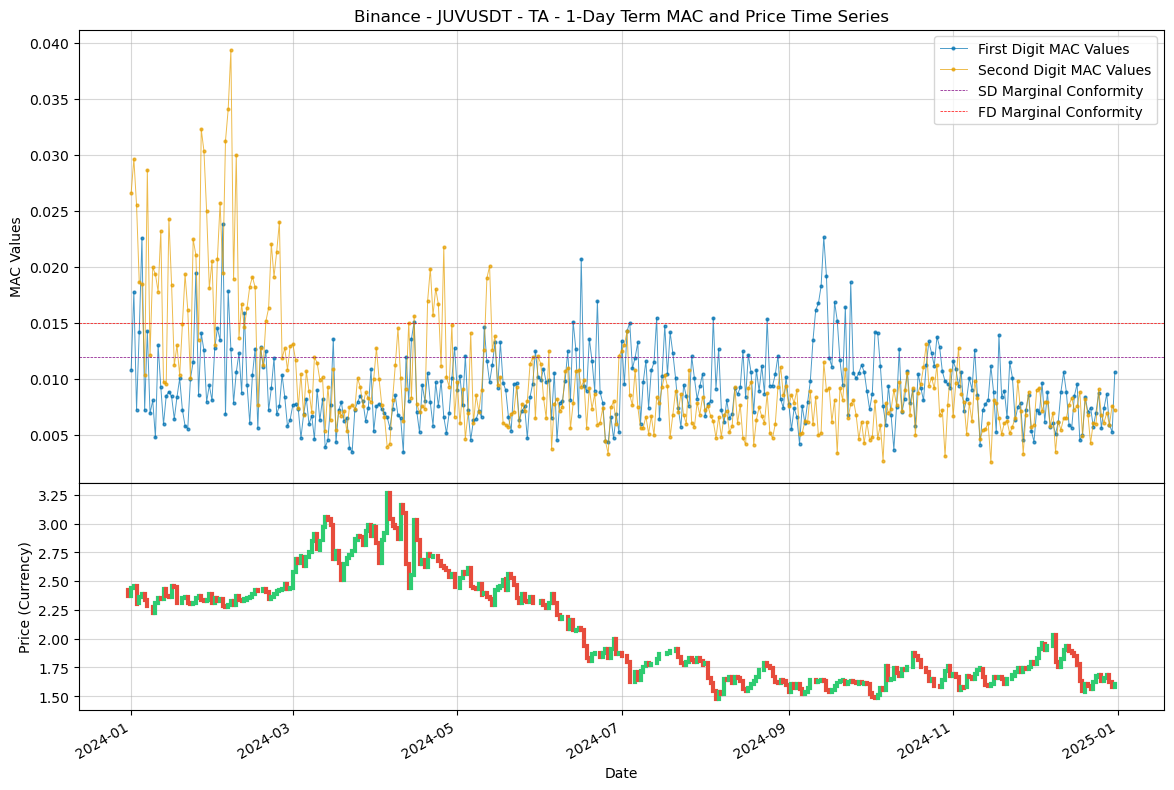 Binance - JUVUSDT - TA - 1-Day Term MAC and Price Time Series
First Digit MAC Values
Second Digit MAC Values
SD Marginal Conformity
FD Marginal Conformity
MAC Values
0.040
0.035
0.030
0.025
0.020
0.015
0.010
0.005
Price (Currency)
3.25
3.00
2.75
2.50
2.25
2.00
1.75
1.50
2024-01
2024-03
2024-05
2024-07
2024-09
2024-11
2025-01
Date